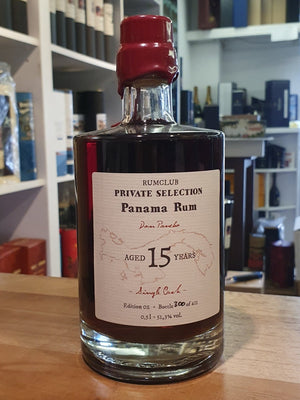 RUMCLUB
PRIVATE SELECTION
Panama Rum
Don Pancho
AGED 15 YEARS
- Single Cask -
Edition 02 • Bottle 200 of 411
0,5 l - 51,3% vol.